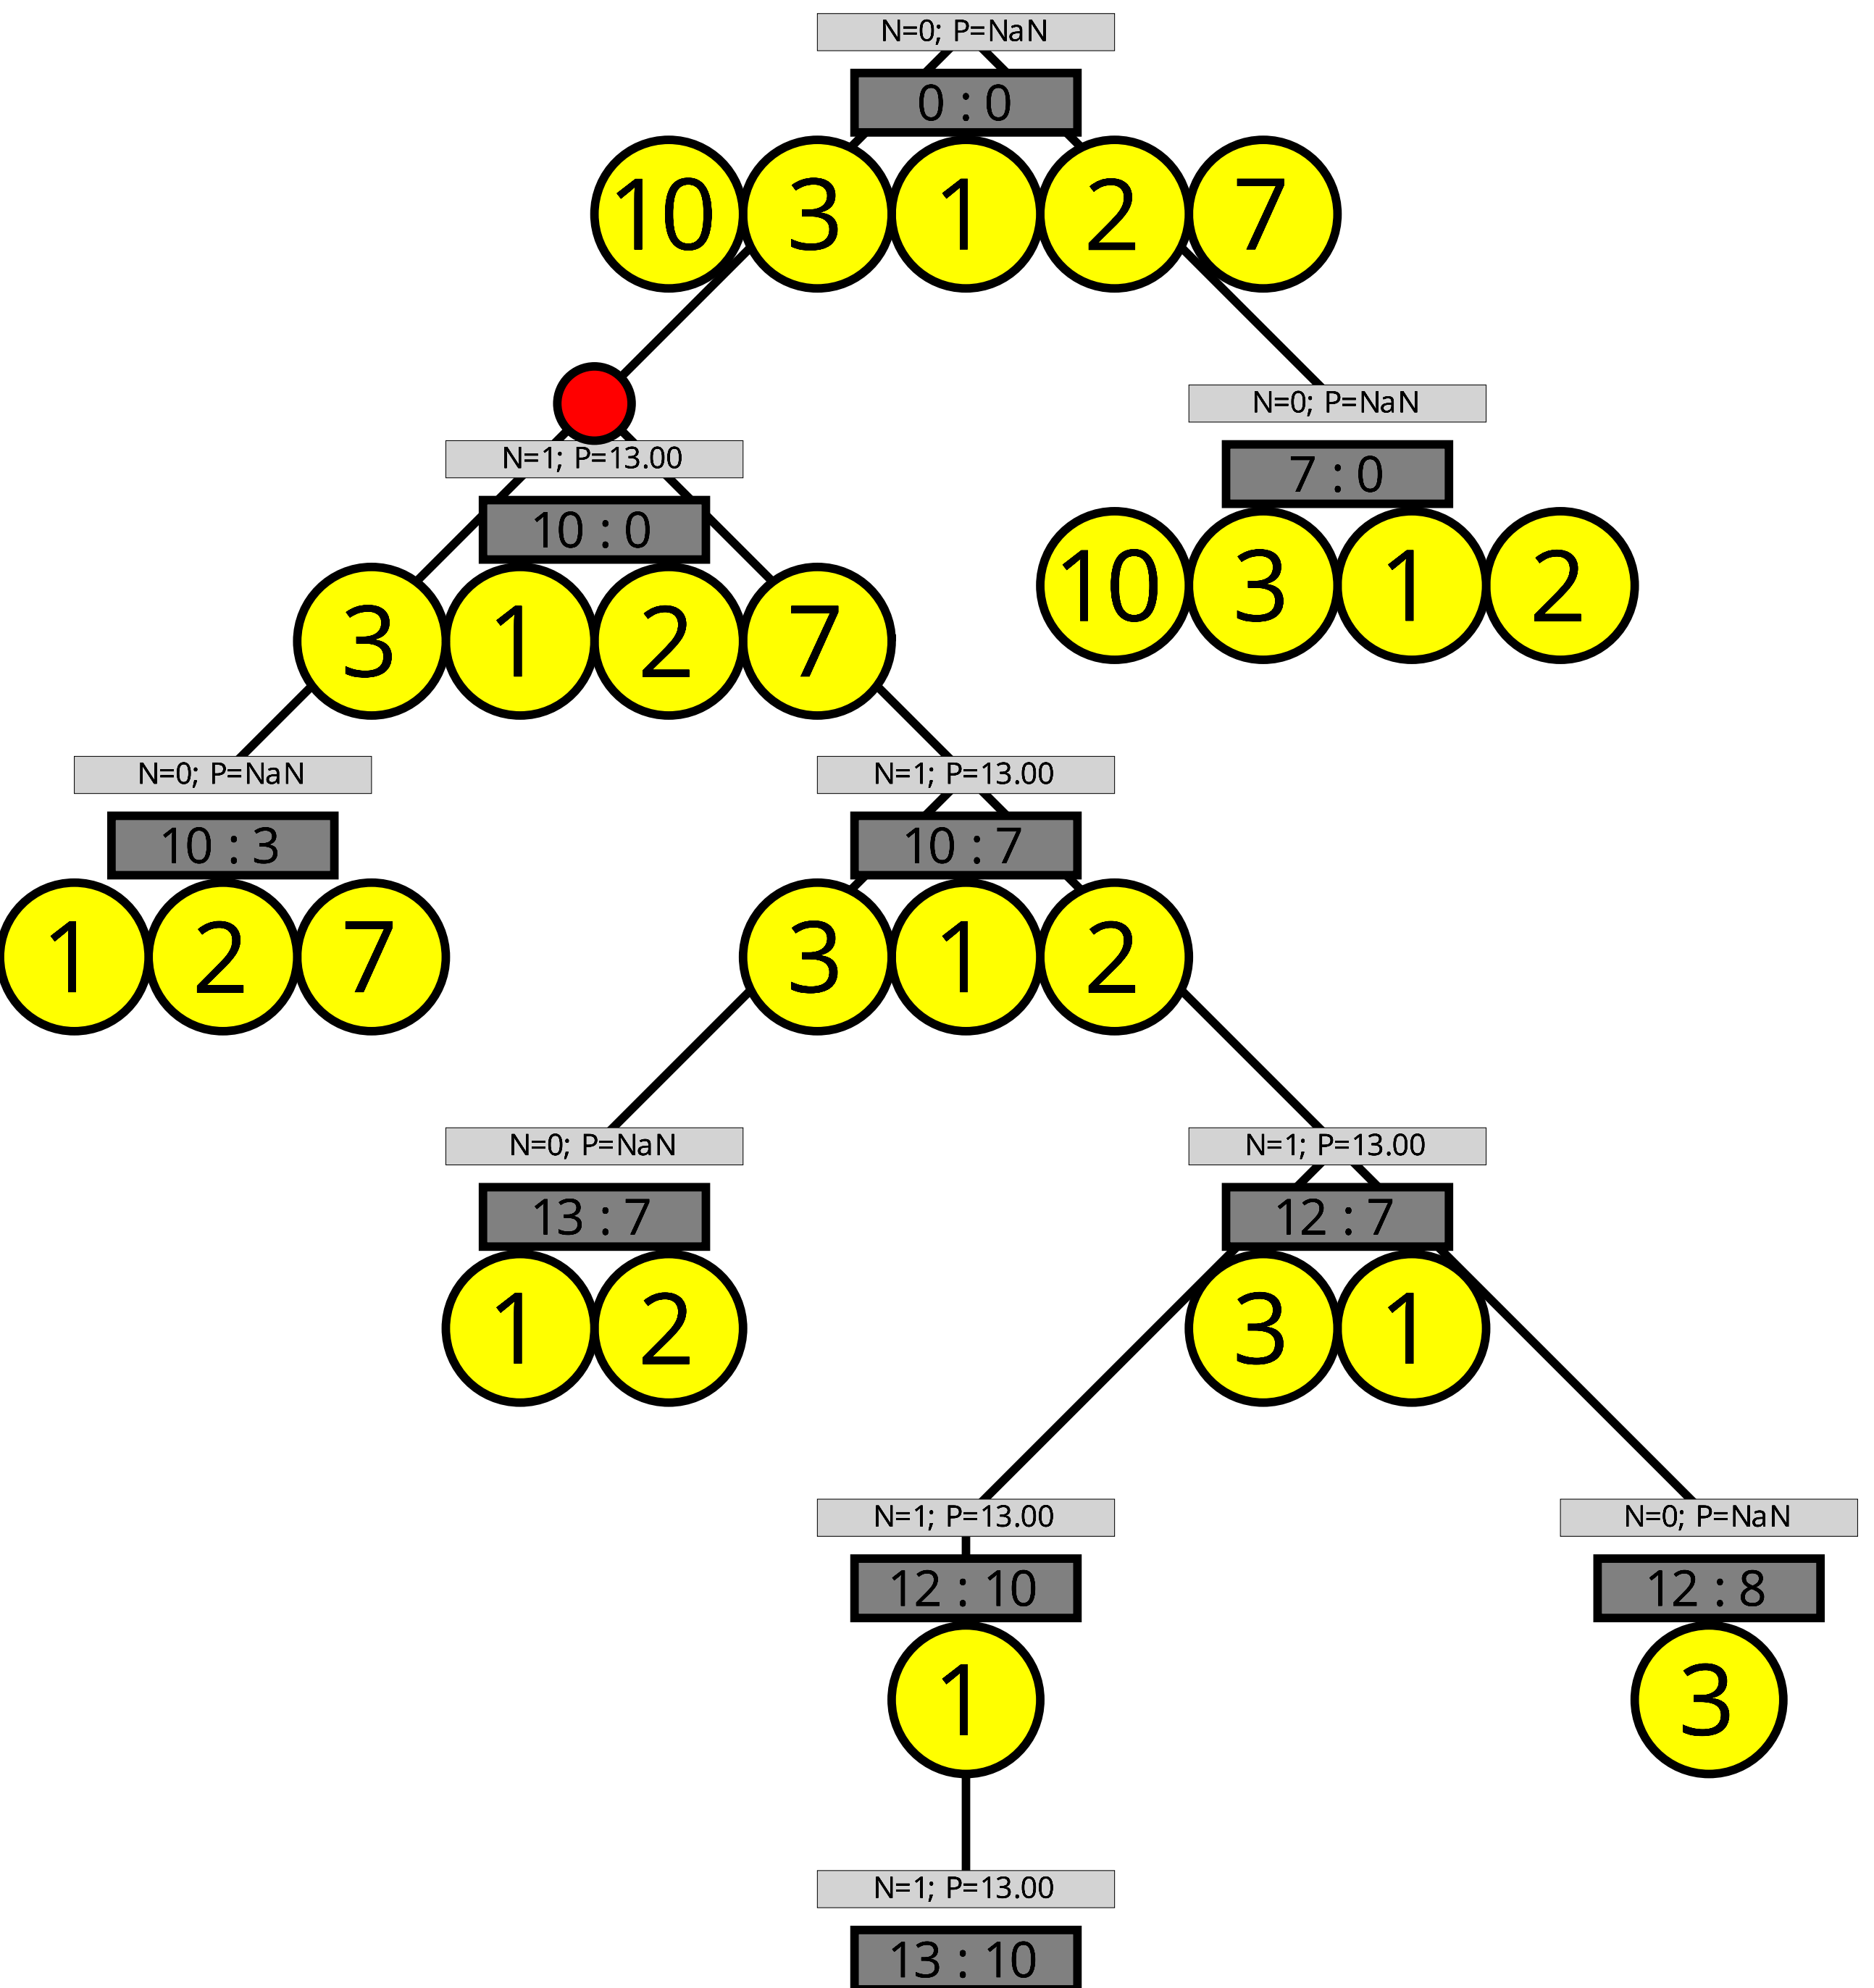 N=0; P=NaN
0 : 0
10 3 1 2 7
N=0; P=NaN
N=1; P=13.00
7 : 0
10 : 0
10 3 1 2
3 1 2 7
N=0; P=NaN
N=1; P=13.00
10 : 3
10 : 7
1 2 7
3 1 2
N=0; P=NaN
N=1; P=13.00
13 : 7
12 : 7
1 2
3 1
N=1; P=13.00
N=0; P=NaN
12 : 10
12 : 8
1
3
N=1; P=13.00
13 : 10